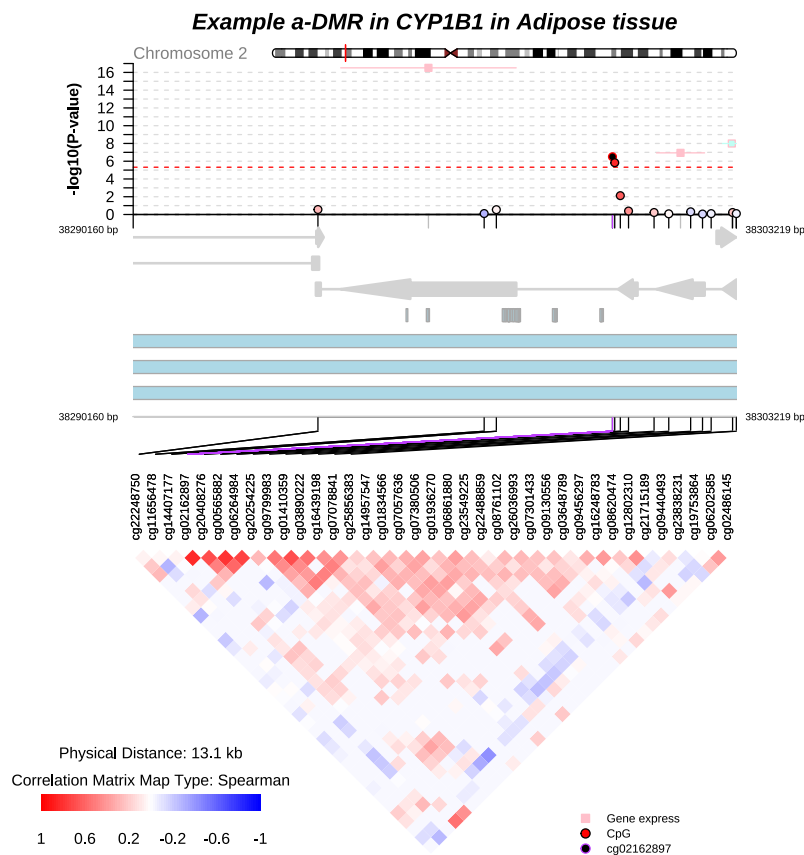 Example a-DMR in CYP1B1 in Adipose tissue
Chromosome 2
-log10(P-value)
16
14
12
10
8
6
4
2
0
38290160 bp
38303219 bp
38290160 bp
38303219 bp
cg22248750
cg11656478
cg14407177
cg02162897
cg20408276
cg00565882
cg06264984
cg20254225
cg09799983
cg01410359
cg03890222
cg16439198
cg07078841
cg25856383
cg14957547
cg01834566
cg07057636
cg07380506
cg01936270
cg06861880
cg23549225
cg22488859
cg08761102
cg26036993
cg07301433
cg09130556
cg03648789
cg09456297
cg16248783
cg08620474
cg12802310
cg21715189
cg09440493
cg23838231
cg19753864
cg06202585
cg02486145
Physical Distance: 13.1 kb
Correlation Matrix Map Type: Spearman
1 0.6 0.2 -0.2 -0.6 -1
Gene express
CpG
cg02162897